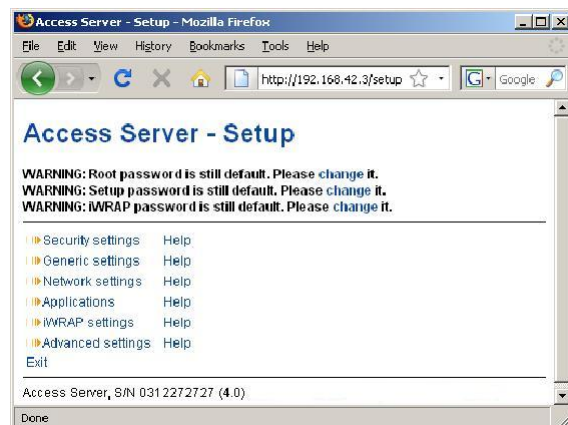 Access Server - Setup - Mozilla Firefox
File Edit View History Bookmarks Tools Help
http://192.168.42.3/setup G Google
Access Server - Setup
WARNING: Root password is still default. Please change it.
WARNING: Setup password is still default. Please change it.
WARNING: iWRAP password is still default. Please change it.
Security settings Help
Generic settings Help
Network settings Help
Applications Help
iWRAP settings Help
Advanced settings Help
Exit
Access Server, S/N 0312272727 (4.0)
Done